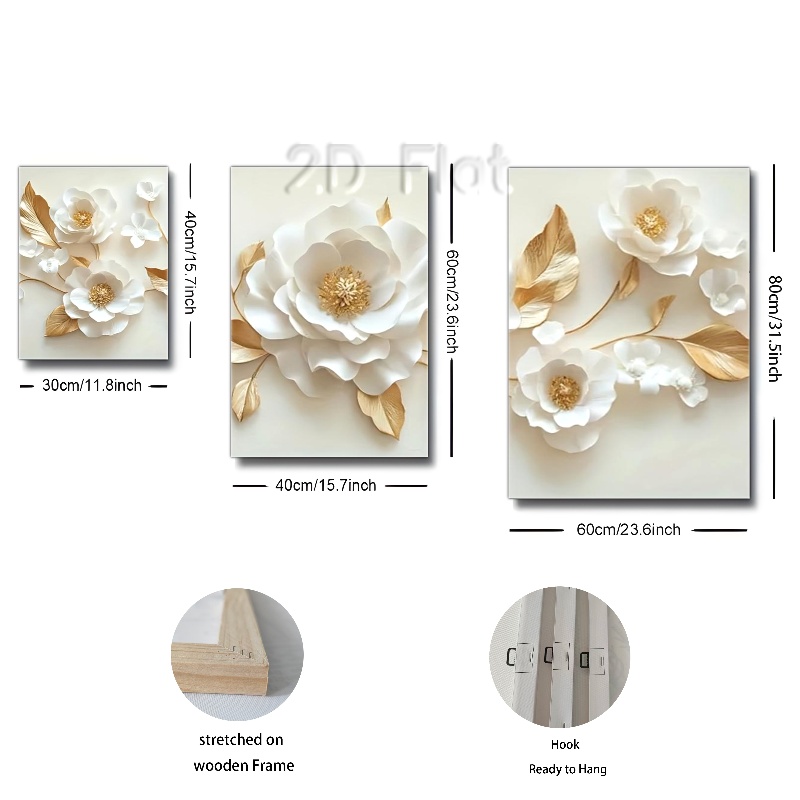 2D Flat
40cm/15.7inch
30cm/11.8inch
60cm/23.6inch
40cm/15.7inch
80cm/31.5inch
60cm/23.6inch
stretched on
wooden Frame
Hook
Ready to Hang